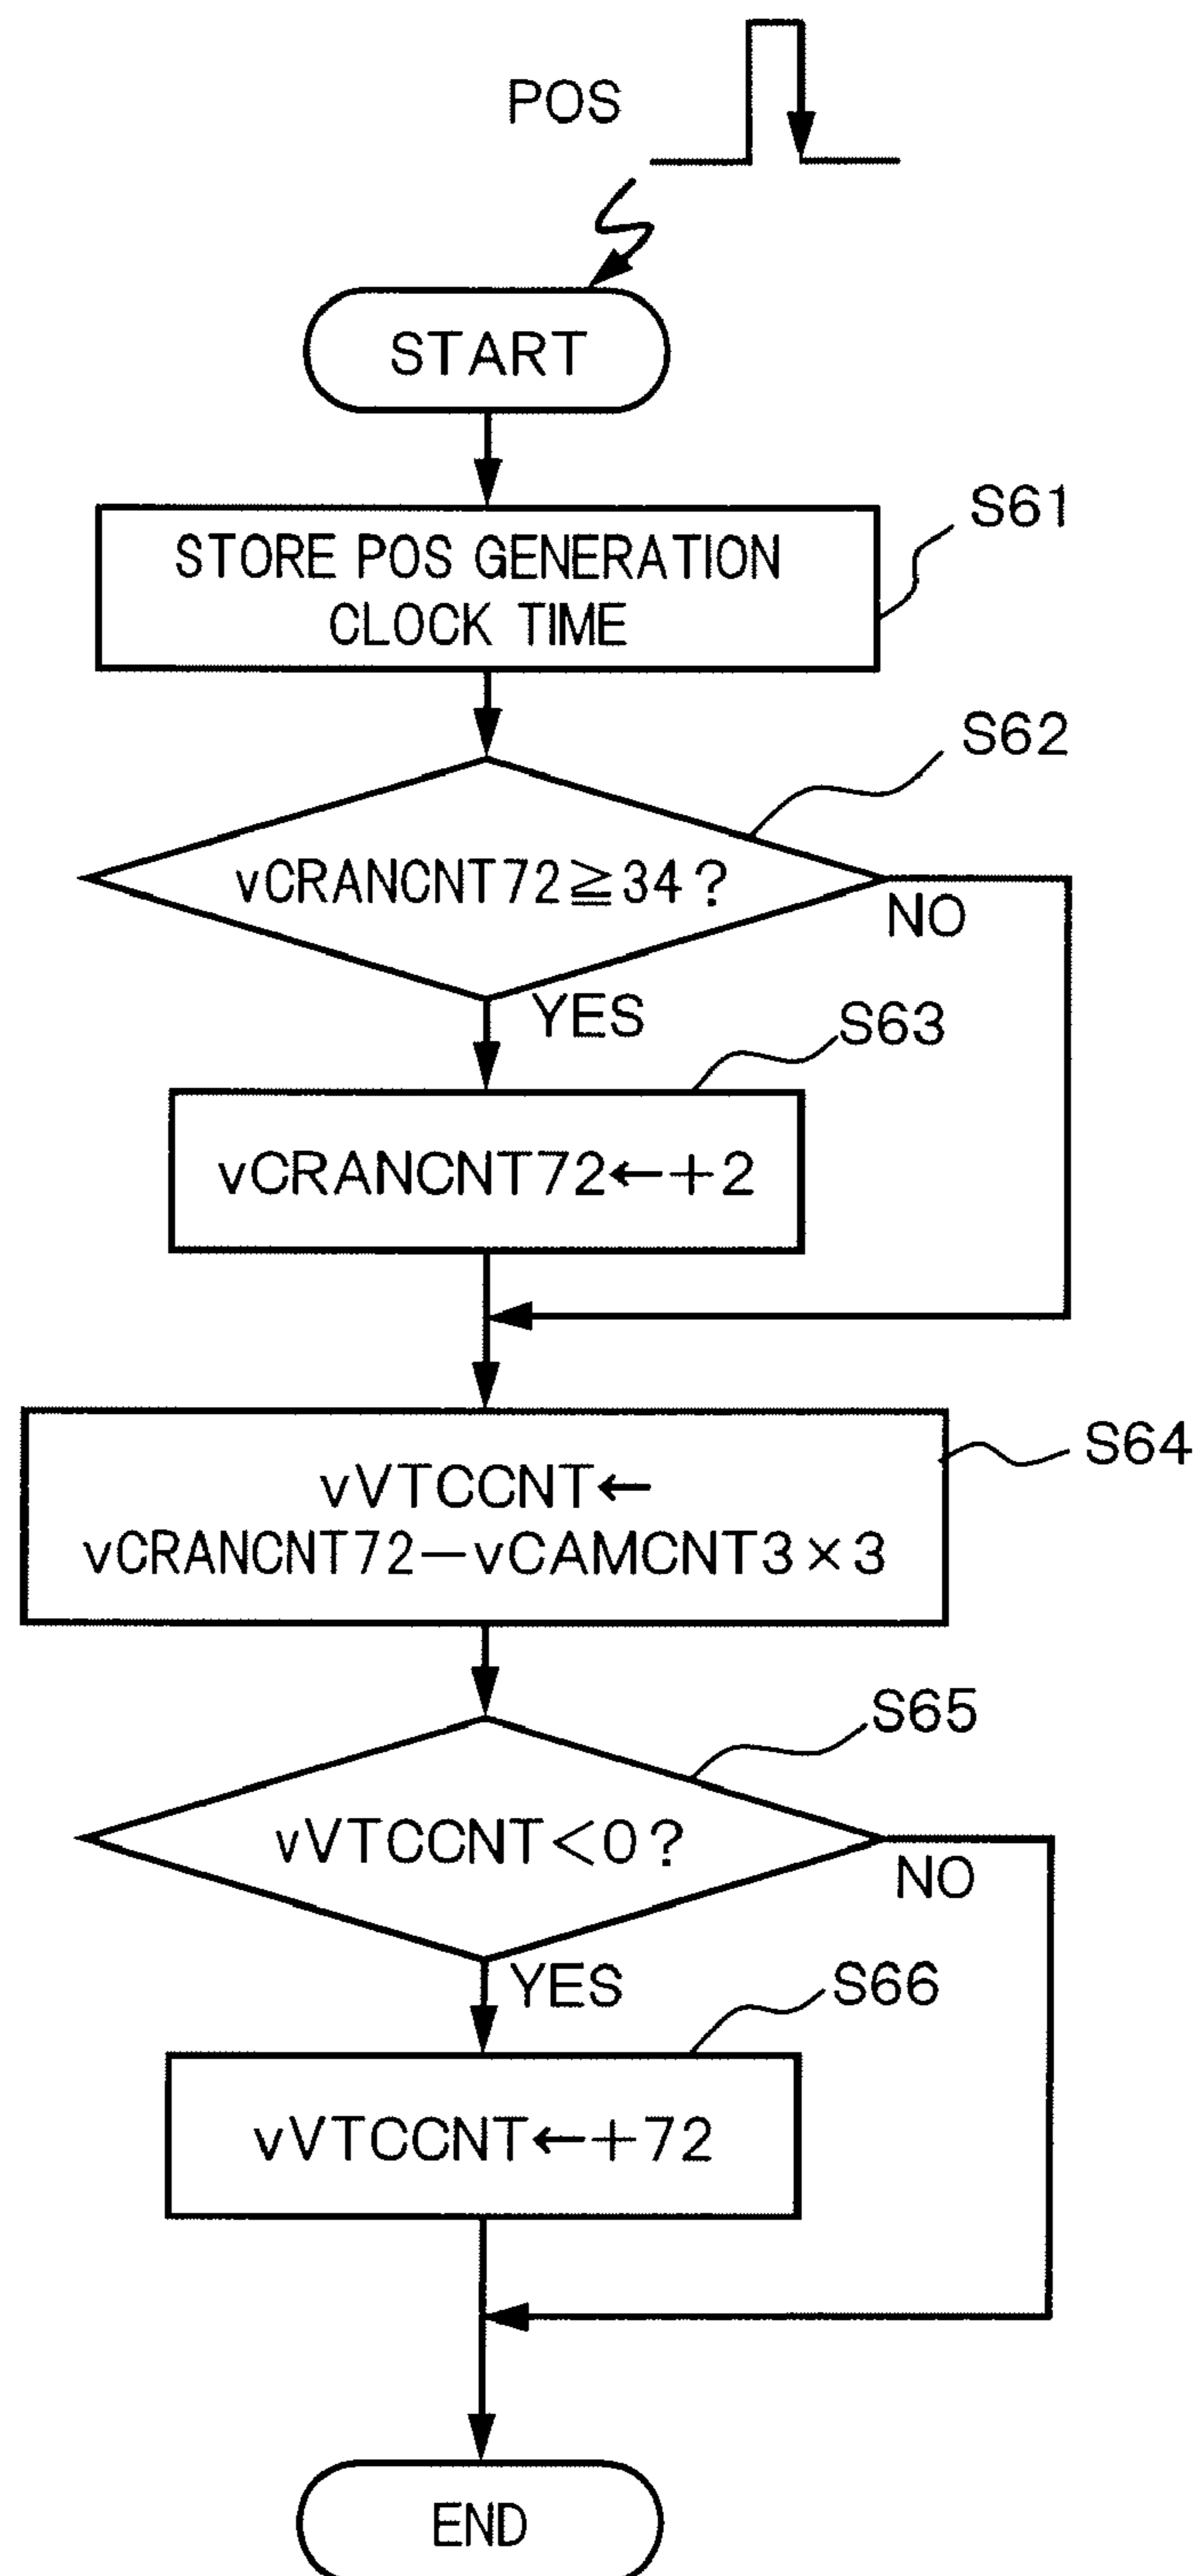 POS
START
S61
STORE POS GENERATION
CLOCK TIME
S62
vCRANCNT72≧34?
NO
YES
S63
vCRANCNT72←+2
S64
vVTCCNT←
vCRANCNT72−vCAMCNT3×3
S65
vVTCCNT<0?
NO
YES
S66
vVTCCNT←+72
END